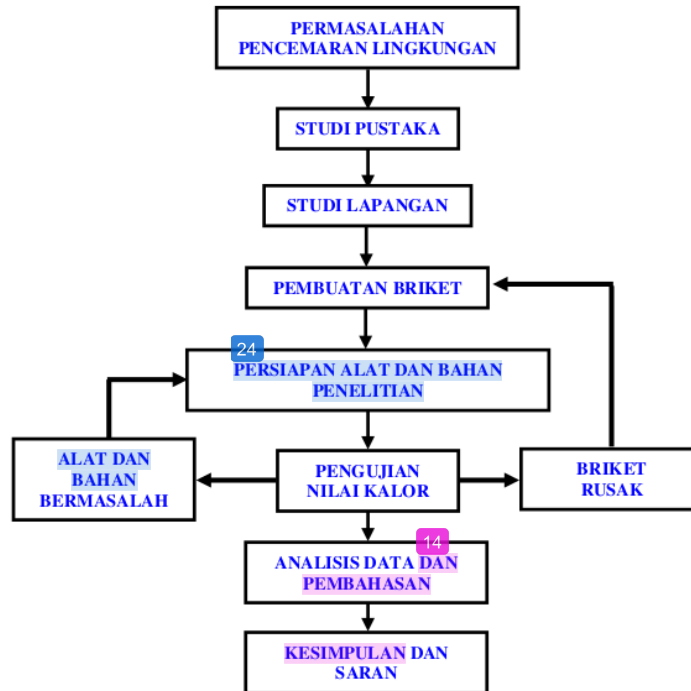 PERMASALAHAN
PENCEMARAN LINGKUNGAN
STUDI PUSTAKA
STUDI LAPANGAN
PEMBUATAN BRIKET
24
PERSIAPAN ALAT DAN BAHAN
PENELITIAN
ALAT DAN
BAHAN
BERMASALAH
PENGUJIAN
NILAI KALOR
BRIKET
RUSAK
14
ANALISIS DATA DAN
PEMBAHASAN
KESIMPULAN DAN
SARAN